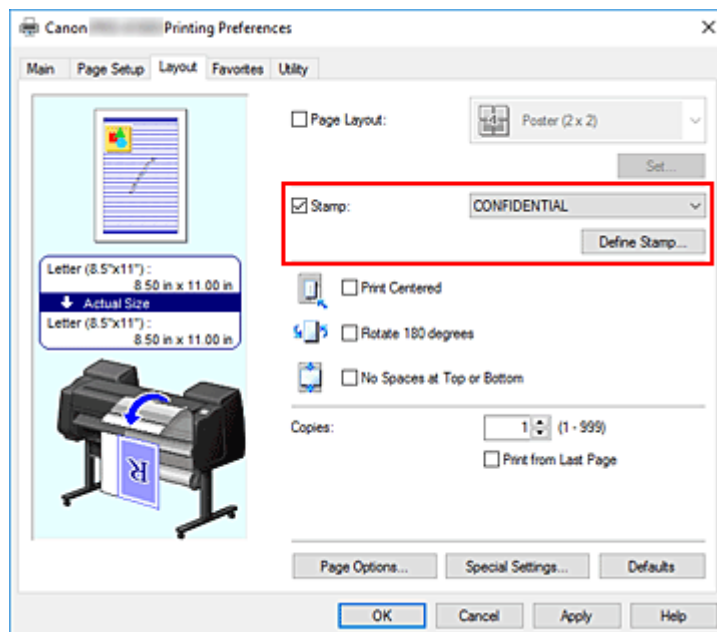 Canon Printing Preferences
Main Page Setup Layout Favorites Utility
Page Layout: Poster (2 x 2)
Set...
Stamp: CONFIDENTIAL
Define Stamp...
Letter (8.5"x11") :
8.50 in x 11.00 in
Actual Size
Letter (8.5"x11") :
8.50 in x 11.00 in
Print Centered
Rotate 180 degrees
No Spaces at Top or Bottom
Copies: 1 (1 - 999)
Print from Last Page
R
Page Options... Special Settings... Defaults
OK Cancel Apply Help